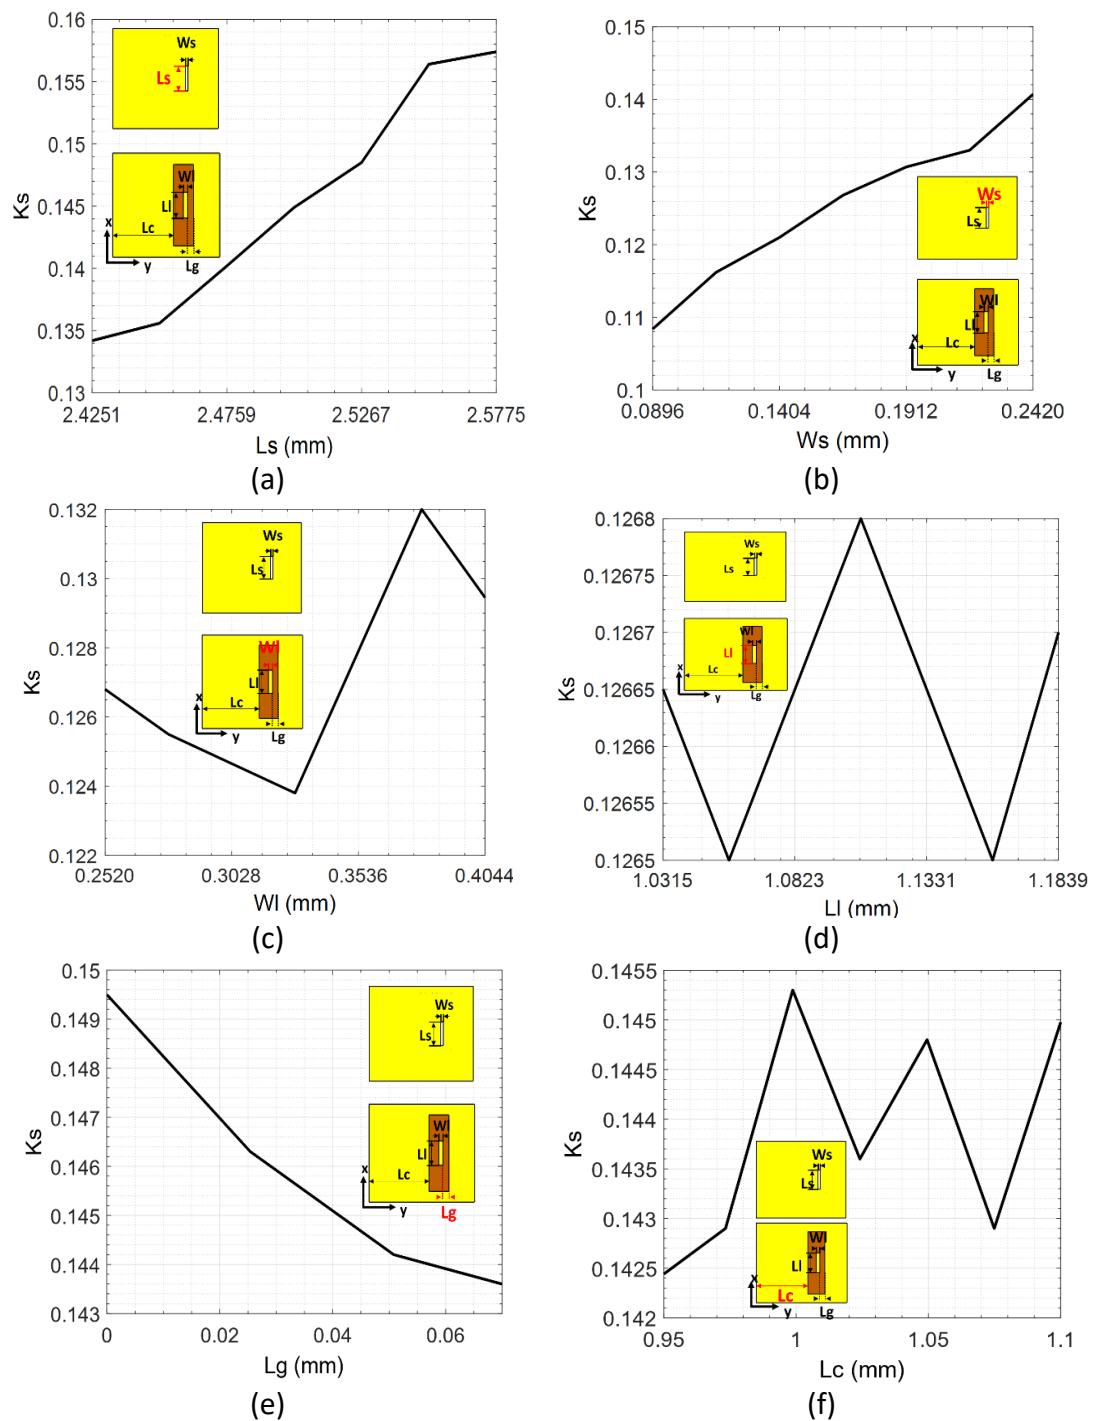 0.16
0.155
0.15
0.145
0.14
0.135
0.13
Ks
2.4251
2.4759
2.5267
2.5775
Ls (mm)
Ws
Ls
Wl
Ll
Lc
x
y
Lg
(a)
0.15
0.14
0.13
0.12
0.11
0.1
Ks
0.0896
0.1404
0.1912
0.2420
Ws (mm)
Ws
Ls
Wl
Ll
Lc
x
y
Lg
(b)
0.132
0.13
0.128
0.126
0.124
0.122
Ks
0.2520
0.3028
0.3536
0.4044
Wl (mm)
Ws
Ls
Wl
Ll
Lc
x
y
Lg
(c)
0.1268
0.12675
0.1267
0.12665
0.1266
0.12655
0.1265
Ks
1.0315
1.0823
1.1331
1.1839
Ll (mm)
Ws
Ls
Wl
Ll
Lc
x
y
Lg
(d)
0.15
0.149
0.148
0.147
0.146
0.145
0.144
0.143
Ks
0
0.02
0.04
0.06
Lg (mm)
Ws
Ls
Wl
Ll
Lc
x
y
Lg
(e)
0.1455
0.145
0.1445
0.144
0.1435
0.143
0.1425
0.142
Ks
0.95
1
1.05
1.1
Lc (mm)
Ws
Ls
Wl
Ll
Lc
x
y
Lg
(f)